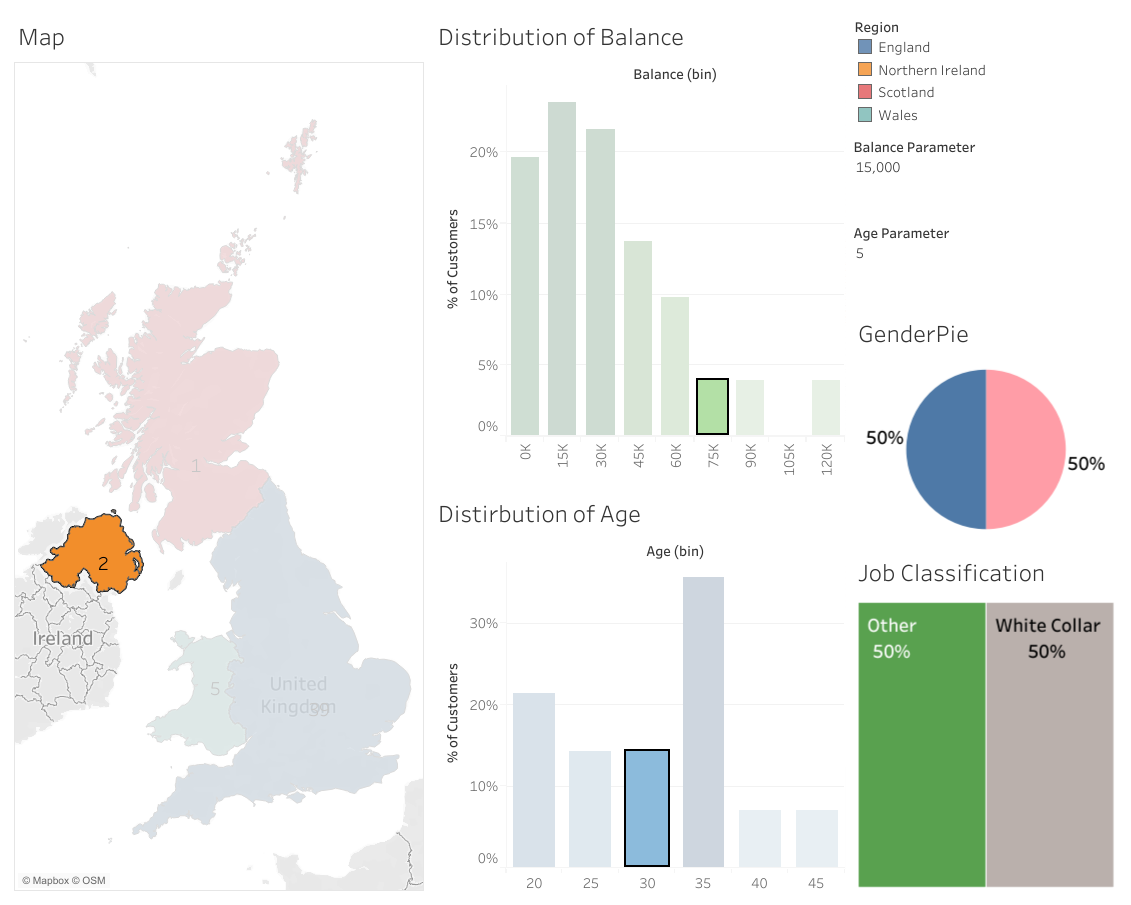 Map
1
2
Ireland
5
United
Kingdom
39
© Mapbox © OSM
Distribution of Balance
Balance (bin)
% of Customers
20%
15%
10%
5%
0%
0K
15K
30K
45K
60K
75K
90K
105K
120K
Distirbution of Age
Age (bin)
% of Customers
30%
20%
10%
0%
20
25
30
35
40
45
Region
England
Northern Ireland
Scotland
Wales
Balance Parameter
15,000
Age Parameter
5
GenderPie
50%
50%
Job Classification
Other
50%
White Collar
50%